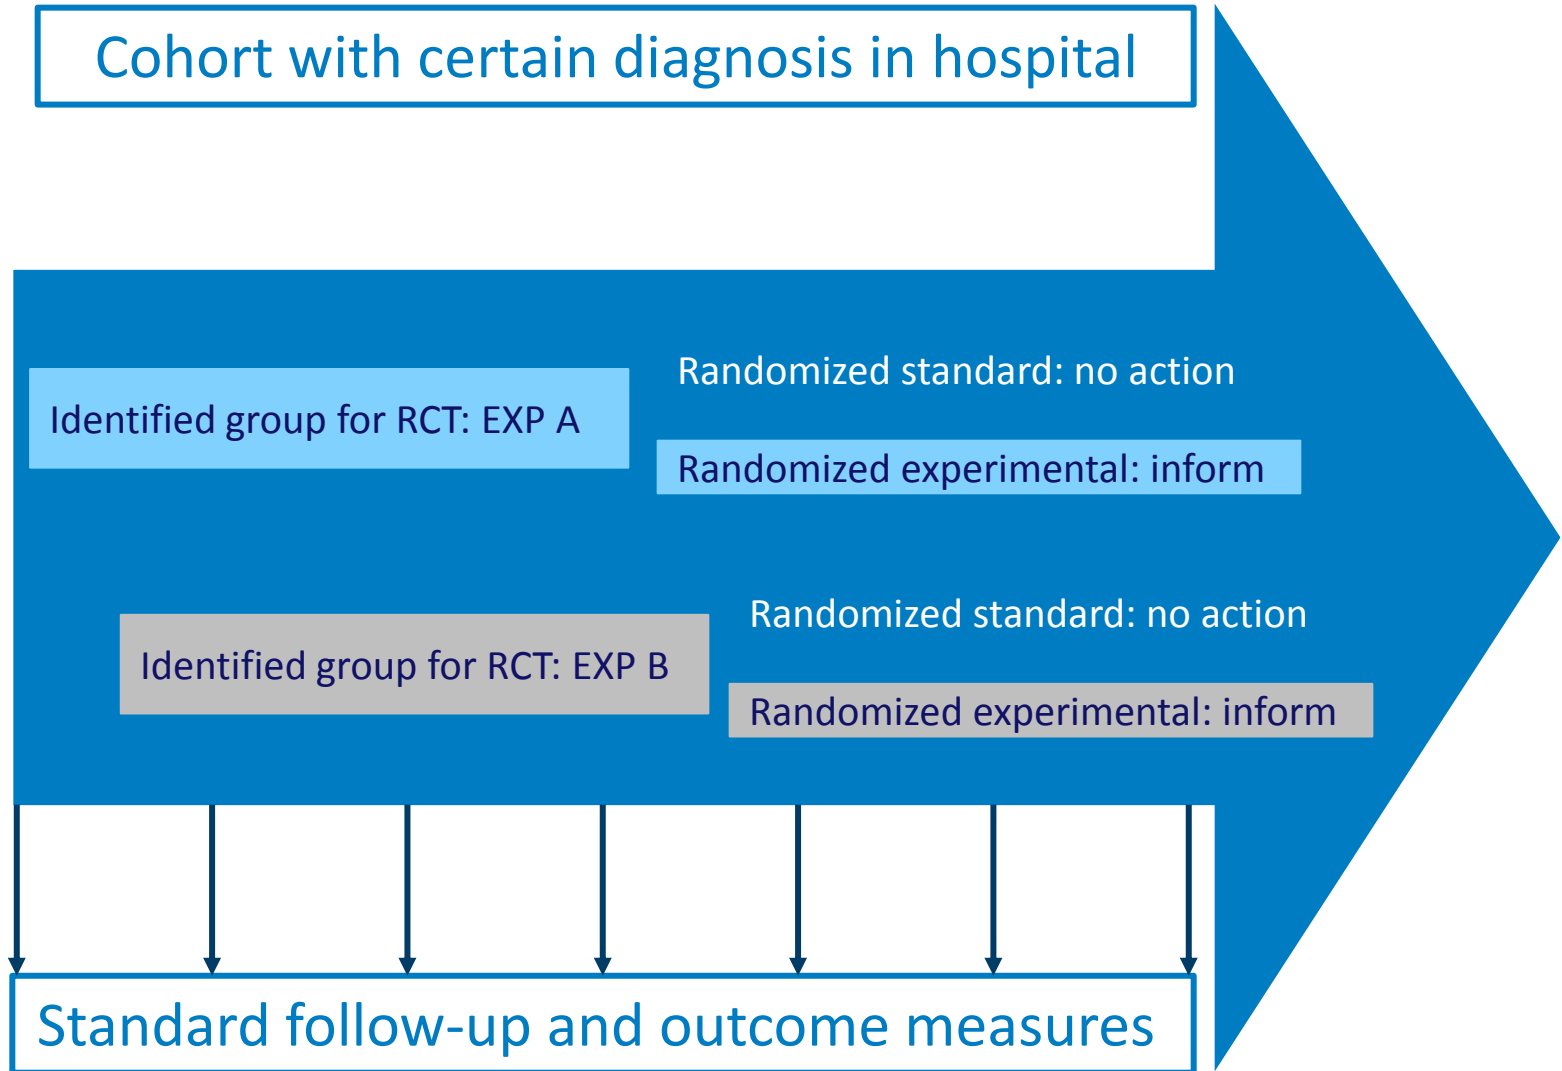 Cohort with certain diagnosis in hospital
Randomized standard: no action
Identified group for RCT: EXP A
Randomized experimental: inform
Randomized standard: no action
Identified group for RCT: EXP B
Randomized experimental: inform
Standard follow-up and outcome measures